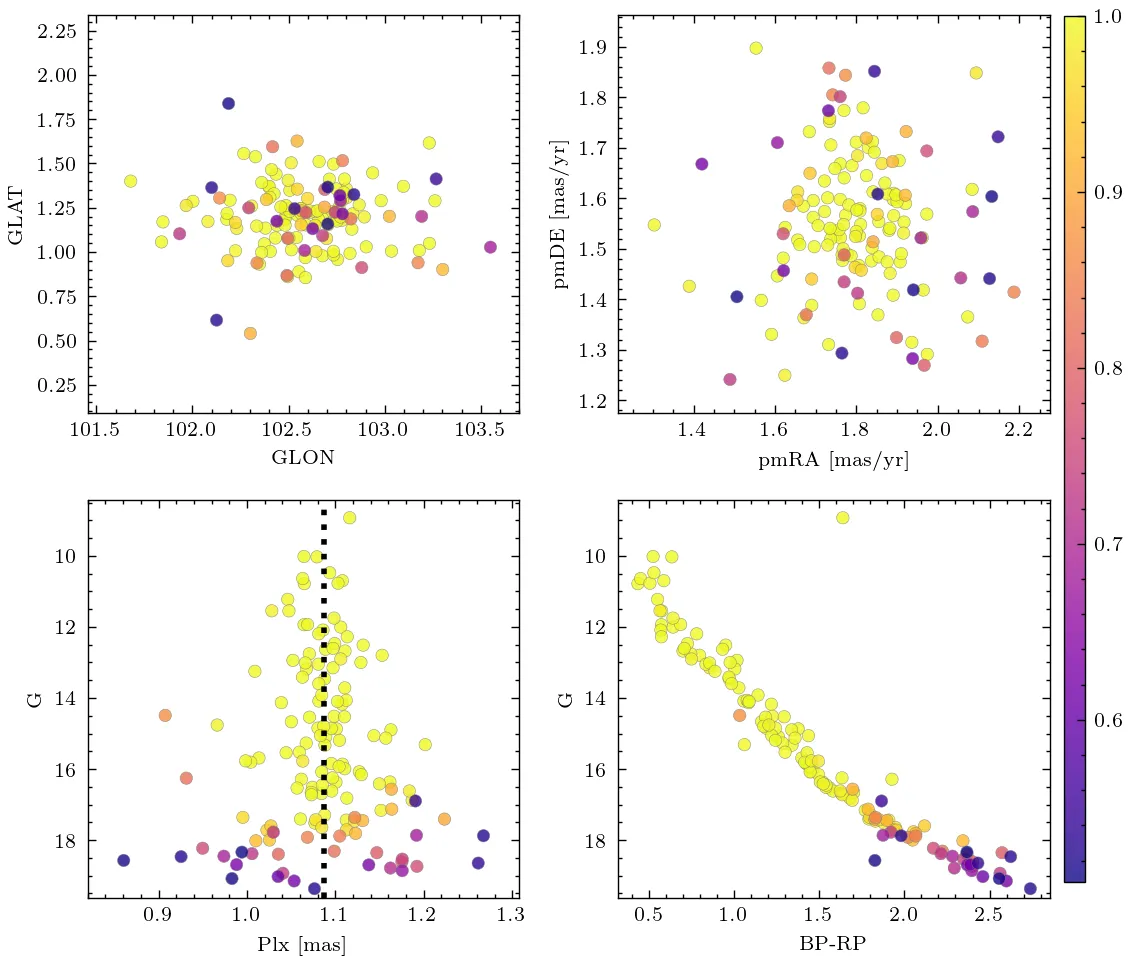 2.25
2.00
1.75
1.50
1.25
1.00
0.75
0.50
0.25
GLAT
101.5 102.0 102.5 103.0 103.5
GLON
1.9
1.8
1.7
1.6
1.5
1.4
1.3
1.2
pmDE [mas/yr]
1.4 1.6 1.8 2.0 2.2
pmRA [mas/yr]
10
12
14
16
18
G
0.9 1.0 1.1 1.2 1.3
Plx [mas]
10
12
14
16
18
G
0.5 1.0 1.5 2.0 2.5
BP-RP
1.0
0.9
0.8
0.7
0.6